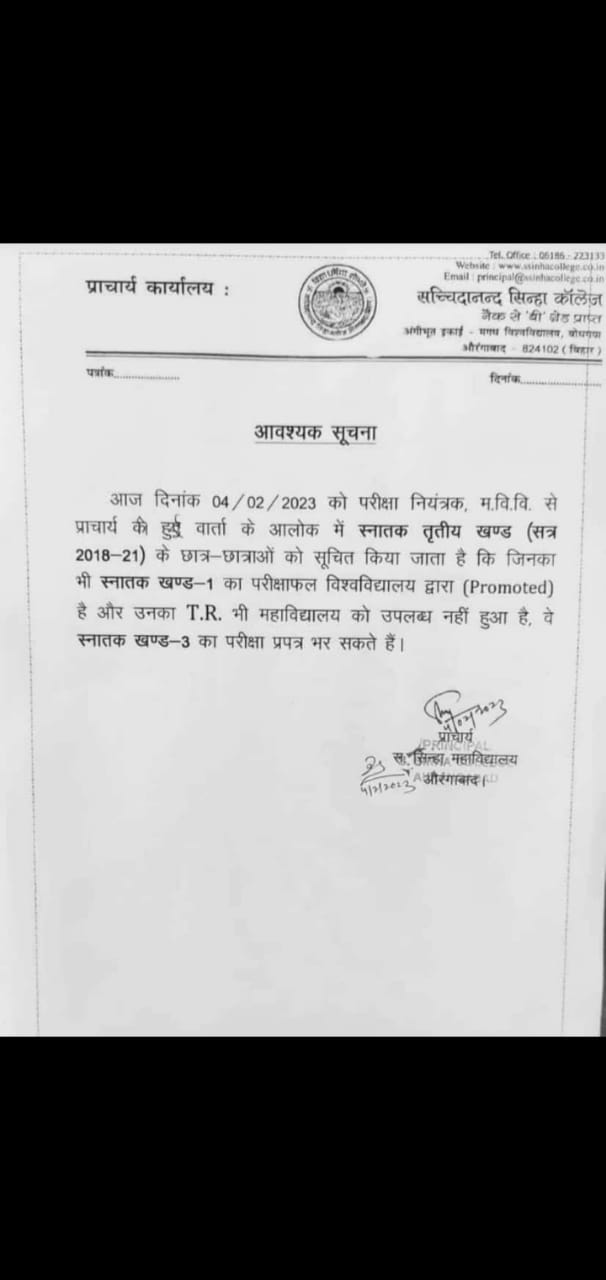 Tel. Office : 06186 - 223133
Website : www.ssinhacollege.co.in
Email : principal@ssinhacollege.co.in
प्राचार्य कार्यालय :
सच्चिदानन्द सिन्हा कॉलेज
नैक से 'बी' ग्रेड प्राप्त
अंगीभूत इकाई - मगध विश्वविद्यालय, बोधगया
औरंगाबाद - 824102 ( बिहार )
पत्रांक....................
दिनांक.........................
आवश्यक सूचना
आज दिनांक 04/02/2023 को परीक्षा नियंत्रक, म.वि.वि. से
प्राचार्य की हुई वार्ता के आलोक में स्नातक तृतीय खण्ड (सत्र
2018-21) के छात्र-छात्राओं को सूचित किया जाता है कि जिनका
भी स्नातक खण्ड-1 का परीक्षाफल विश्वविद्यालय द्वारा (Promoted)
है और उनका T.R. भी महाविद्यालय को उपलब्ध नहीं हुआ है, वे
स्नातक खण्ड-3 का परीक्षा प्रपत्र भर सकते हैं।
4/02/2023
प्राचार्य
PRINCIPAL
स. सिन्हा महाविद्यालय
4/2/2023
औरंगाबाद।